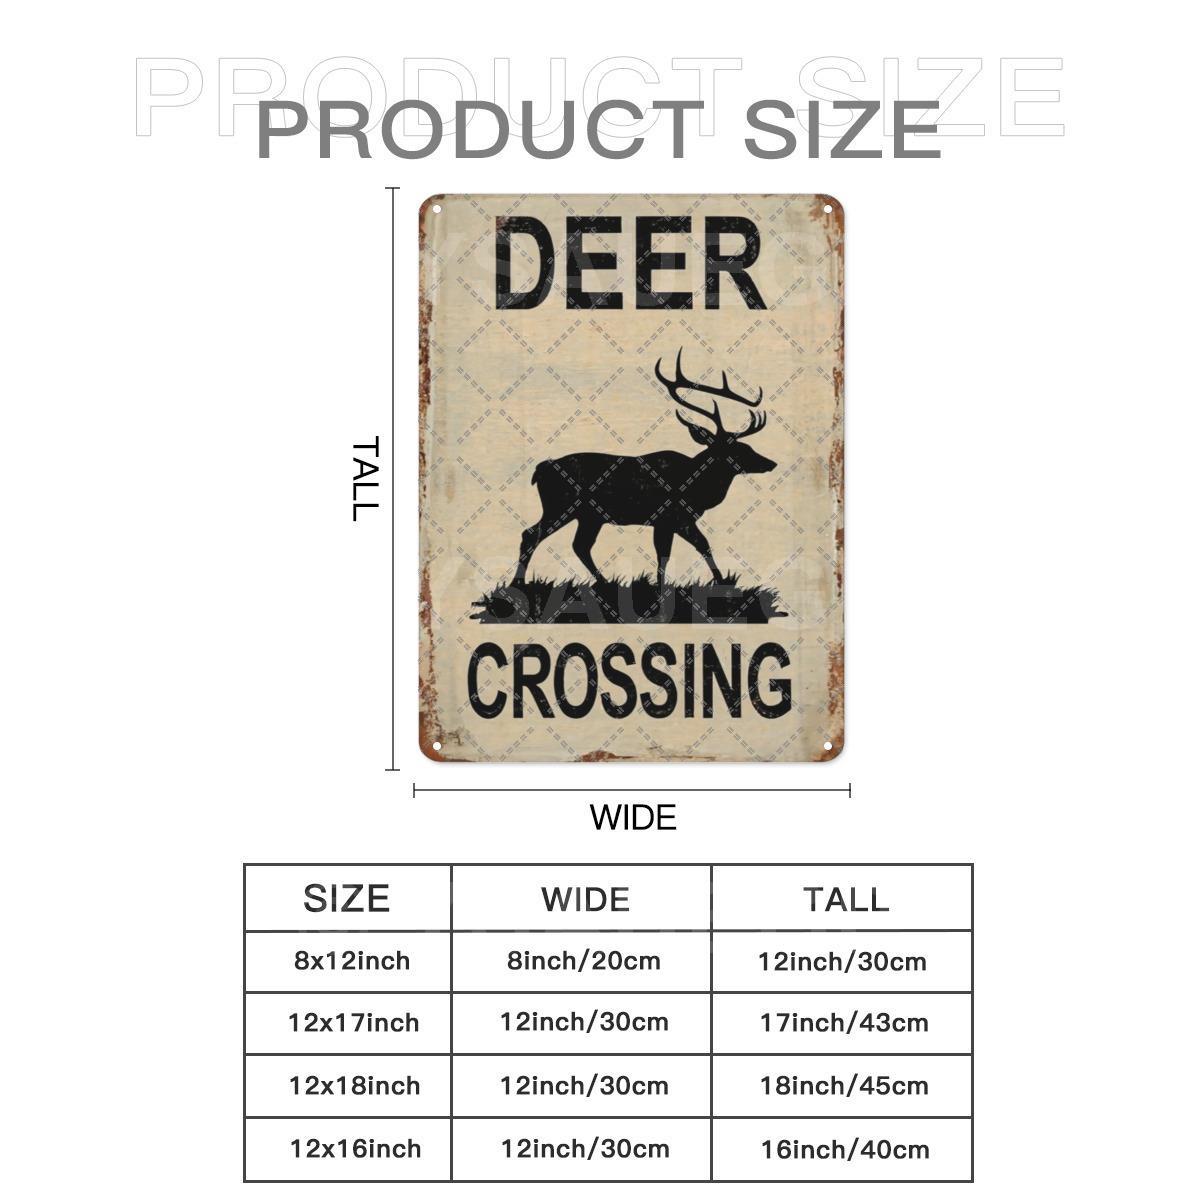 PRODUCT SIZE
PRODUCT SIZE
DEER
CROSSING
TALL
WIDE
SIZE WIDE TALL
8x12inch 8inch/20cm 12inch/30cm
12x17inch 12inch/30cm 17inch/43cm
12x18inch 12inch/30cm 18inch/45cm
12x16inch 12inch/30cm 16inch/40cm